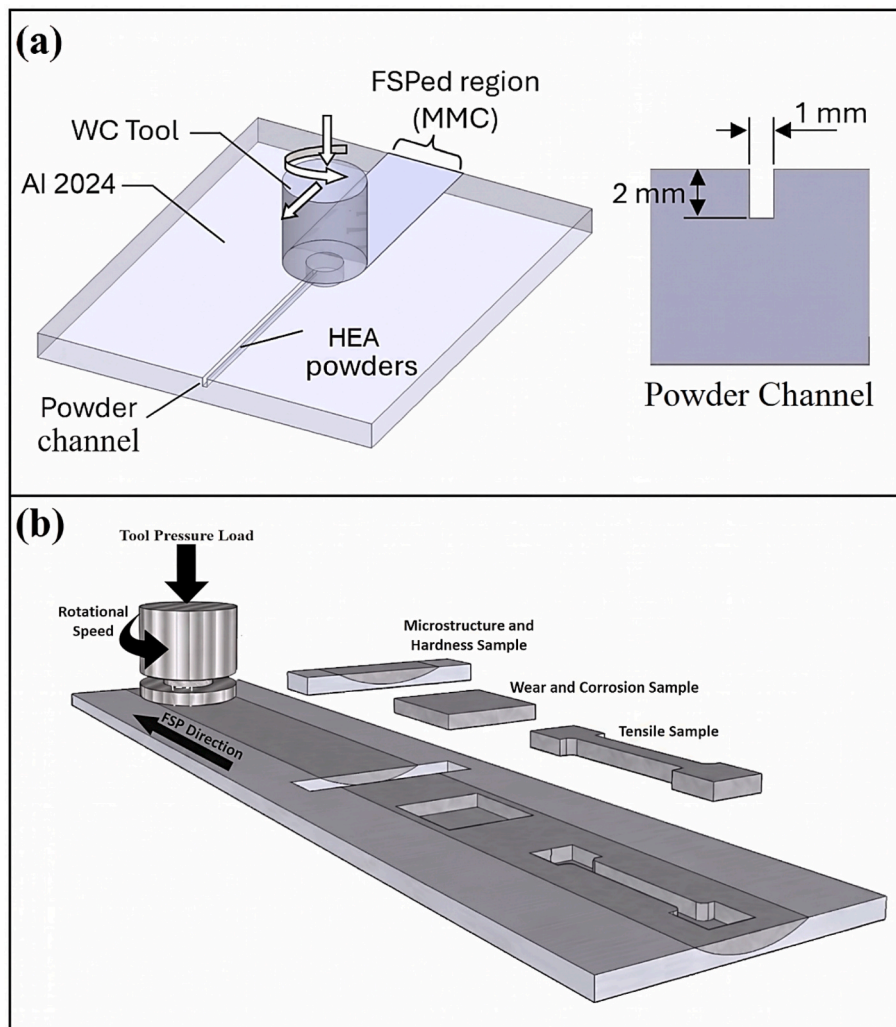 (a)
FSPed region
(MMC)
WC Tool
Al 2024
HEA
powders
Powder
channel
1 mm
2 mm
Powder Channel
(b)
Tool Pressure Load
Rotational
Speed
FSP Direction
Microstructure and
Hardness Sample
Wear and Corrosion Sample
Tensile Sample